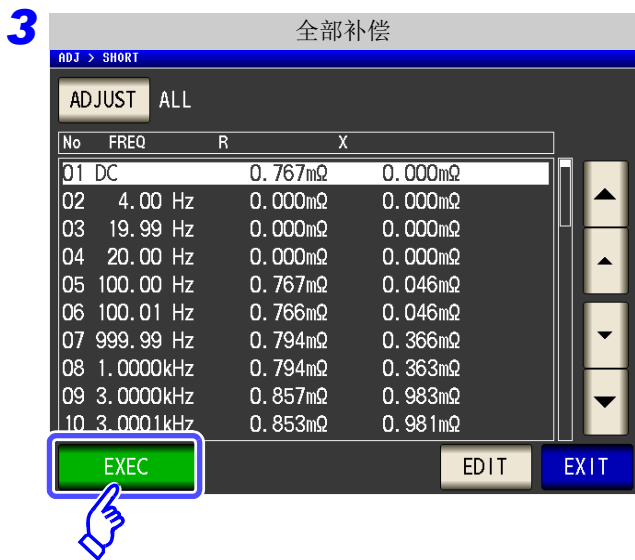 3
全部补偿
ADJ > SHORT
ADJUST ALL
No FREQ R X
01 DC 0.767mΩ 0.000mΩ
02 4.00 Hz 0.000mΩ 0.000mΩ
03 19.99 Hz 0.000mΩ 0.000mΩ
04 20.00 Hz 0.000mΩ 0.000mΩ
05 100.00 Hz 0.767mΩ 0.046mΩ
06 100.01 Hz 0.766mΩ 0.046mΩ
07 999.99 Hz 0.794mΩ 0.366mΩ
08 1.0000kHz 0.794mΩ 0.363mΩ
09 3.0000kHz 0.857mΩ 0.983mΩ
10 3.0001kHz 0.853mΩ 0.981mΩ
EXEC EDIT EXIT